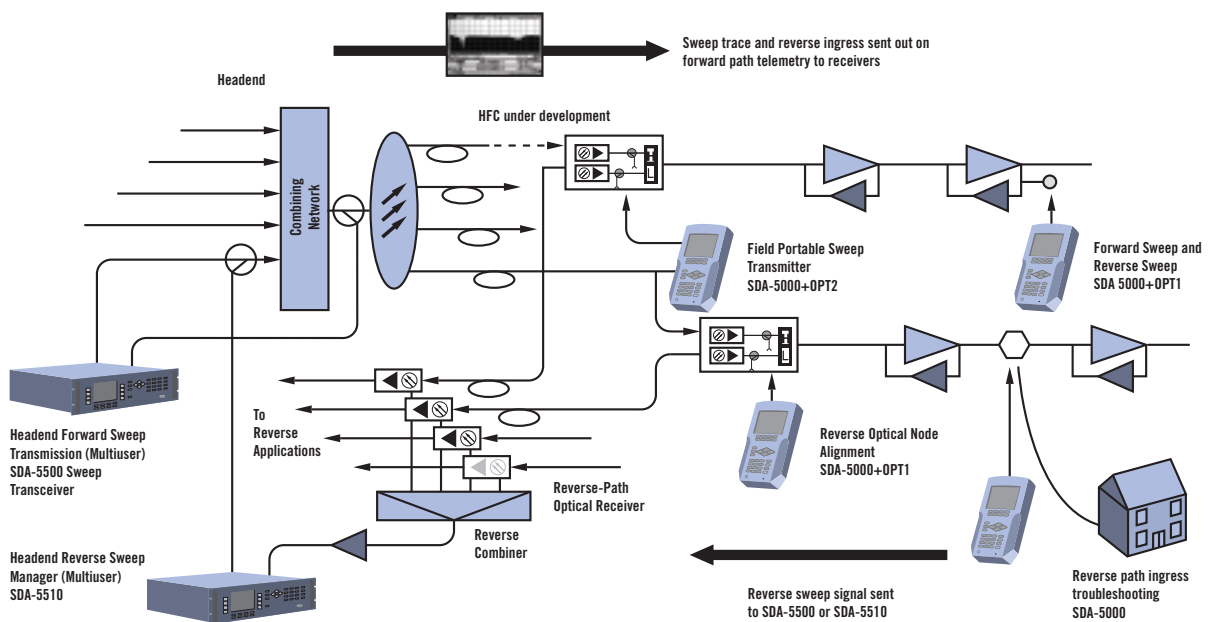 Sweep trace and reverse ingress sent out on
forward path telemetry to receivers
Headend
HFC under development
Combining
Network
H
L
Field Portable Sweep
Transmitter
SDA-5000+OPT2
Forward Sweep and
Reverse Sweep
SDA 5000+OPT1
H
L
To
Reverse
Applications
Headend Forward Sweep
Transmission (Multiuser)
SDA-5500 Sweep
Transceiver
Reverse Optical Node
Alignment
SDA-5000+OPT1
Reverse-Path
Optical Receiver
Reverse
Combiner
Headend Reverse Sweep
Manager (Multiuser)
SDA-5510
Reverse sweep signal sent
to SDA-5500 or SDA-5510
Reverse path ingress
troubleshooting
SDA-5000